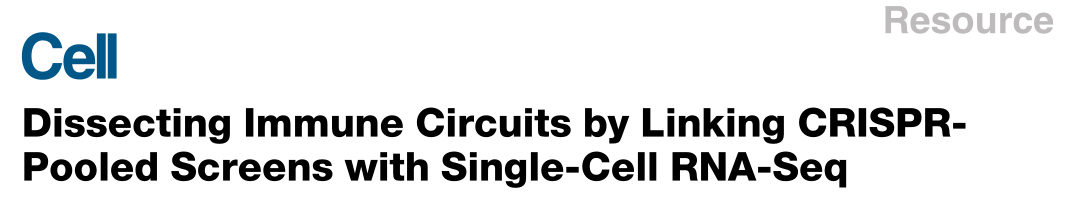 Resource
Cell
Dissecting Immune Circuits by Linking CRISPR-
Pooled Screens with Single-Cell RNA-Seq